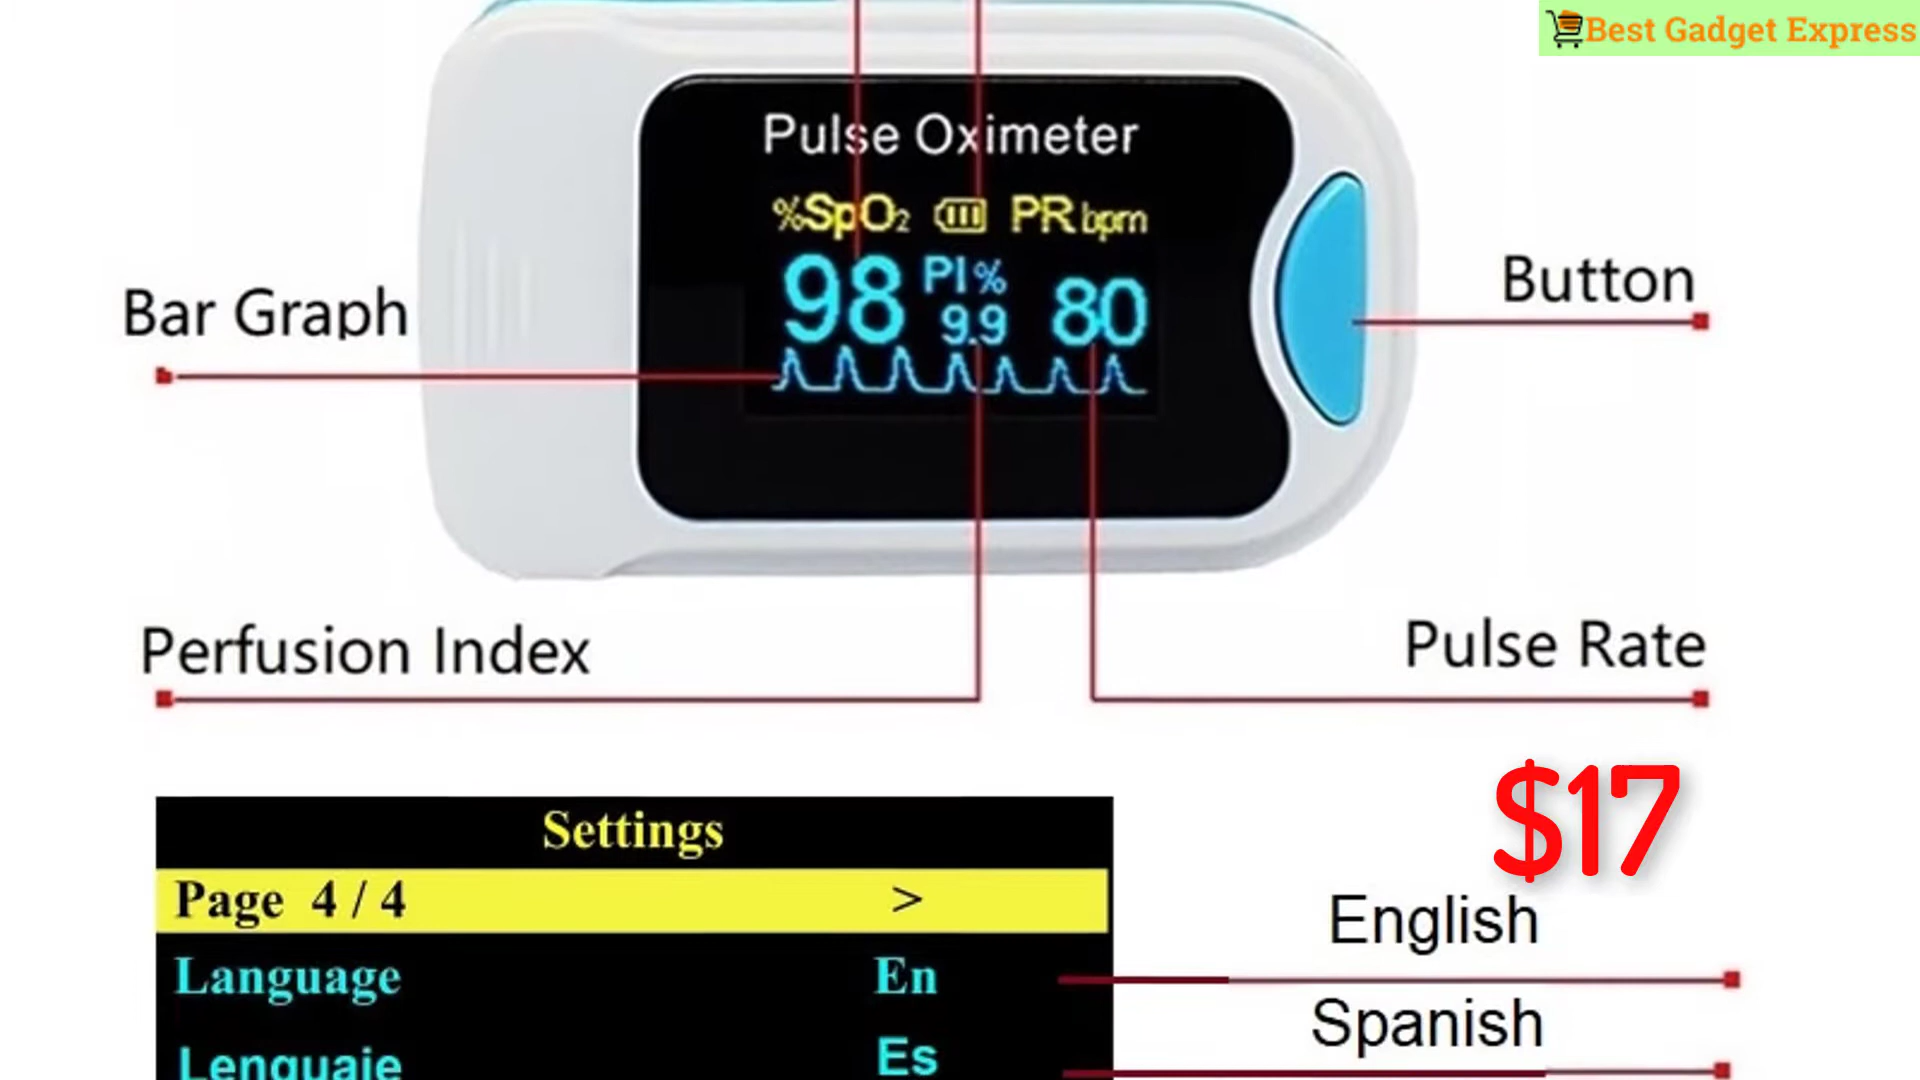 Best Gadget Express
Pulse Oximeter
%SpO2 PR bpm
98 PI% 9.9 80
Bar Graph
Button
Perfusion Index
Pulse Rate
$17
Settings
Page 4 / 4 >
English
Language En
Spanish
Lenguaje Es